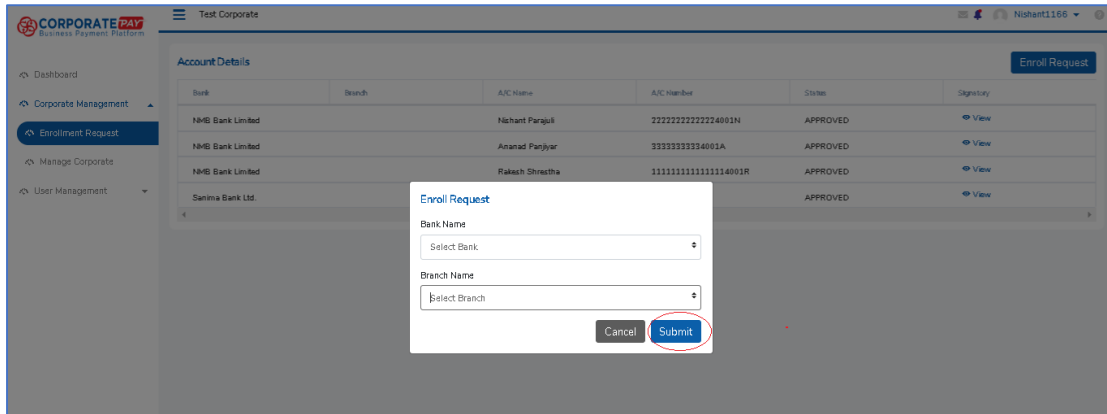 CORPORATE PAY
Business Payment Platform
Test Corporate
Nishant1166
Dashboard
Corporate Management
Enrollment Request
Manage Corporate
User Management
Account Details
Enroll Request
Bank Branch A/C Name A/C Number Status Signatory
NMB Bank Limited Nishant Parajuli 22222222222224001N APPROVED View
NMB Bank Limited Ananad Panjiyar 33333333334001A APPROVED View
NMB Bank Limited Rakesh Shrestha 1111111111111114001R APPROVED View
Sanima Bank Ltd. APPROVED View
Enroll Request
Bank Name
Select Bank
Branch Name
Select Branch
Cancel Submit